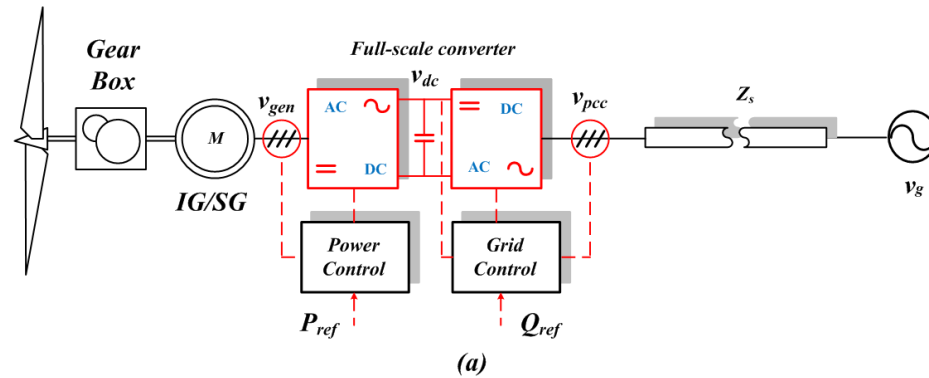 Full-scale converter
Gear
Box
v_gen
v_dc
v_pcc
Z_s
AC
DC
M
DC
AC
IG/SG
v_g
Power
Control
Grid
Control
P_ref
Q_ref
(a)